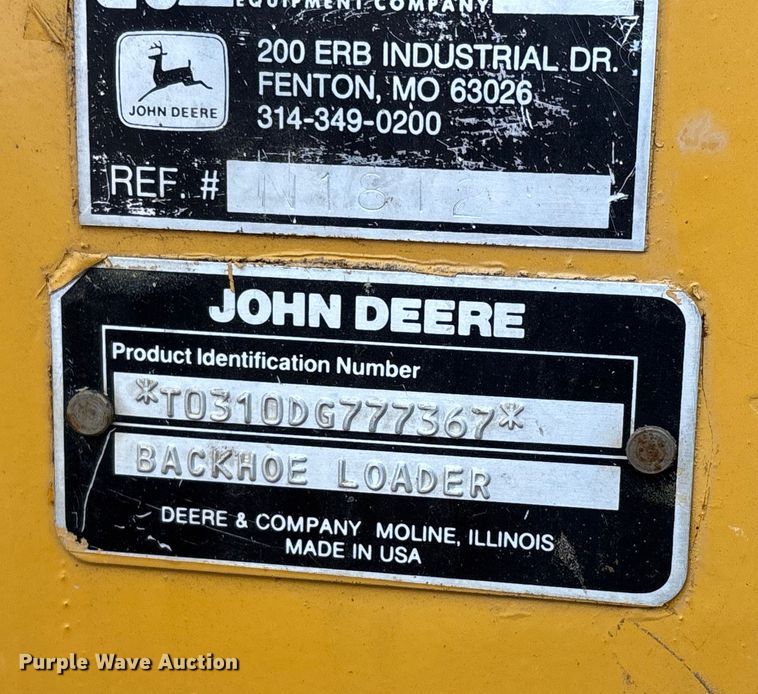 EQUIPMENT COMPANY
JOHN DEERE
200 ERB INDUSTRIAL DR.
FENTON, MO 63026
314-349-0200
REF. # N1812
JOHN DEERE
Product Identification Number
*T0310DG777367*
BACKHOE LOADER
DEERE & COMPANY MOLINE, ILLINOIS
MADE IN USA
Purple Wave Auction